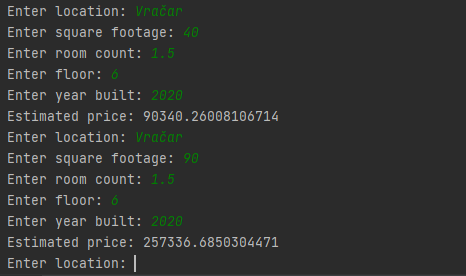 Enter location: Vračar
Enter square footage: 40
Enter room count: 1.5
Enter floor: 6
Enter year built: 2020
Estimated price: 90340.26008106714
Enter location: Vračar
Enter square footage: 90
Enter room count: 1.5
Enter floor: 6
Enter year built: 2020
Estimated price: 257336.6850304471
Enter location: